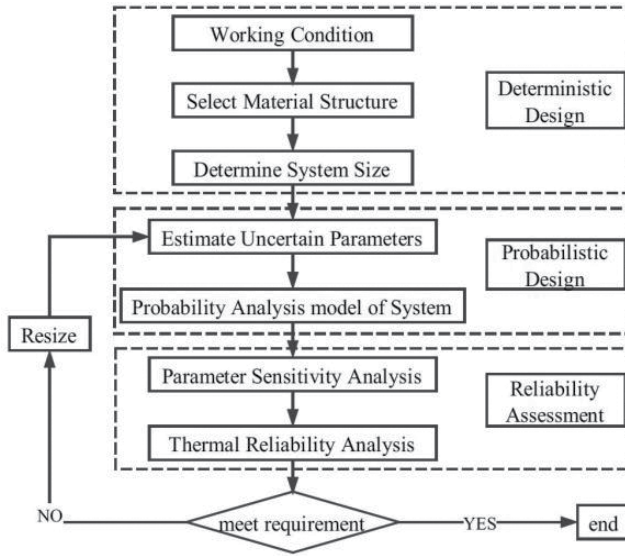 Working Condition
Select Material Structure
Determine System Size
Deterministic
Design
Estimate Uncertain Parameters
Probability Analysis model of System
Probabilistic
Design
Resize
Parameter Sensitivity Analysis
Thermal Reliability Analysis
Reliability
Assessment
NO
meet requirement
YES
end